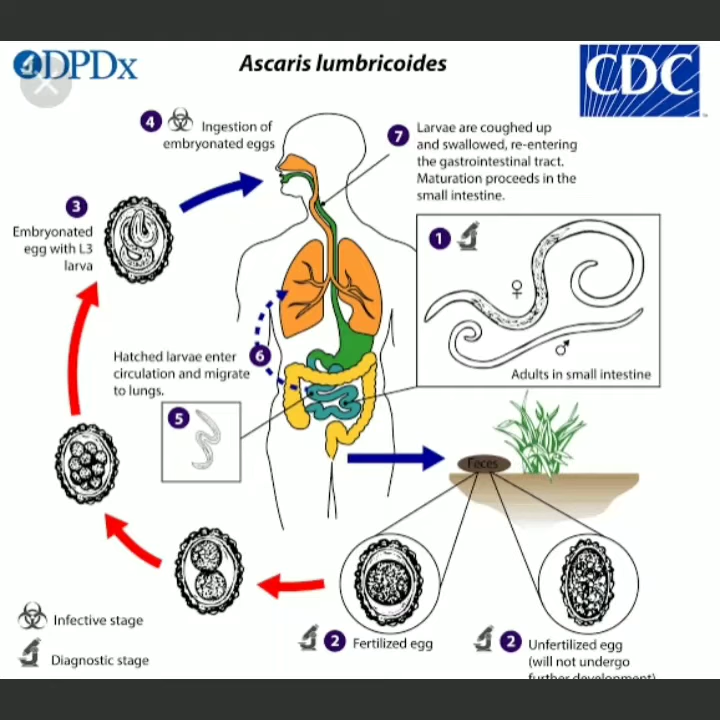 DPDx
Ascaris lumbricoides
CDC
4
Ingestion of
embryonated eggs
7
Larvae are coughed up
and swallowed, re-entering
the gastrointestinal tract.
Maturation proceeds in the
small intestine.
3
Embryonated
egg with L3
larva
1
♀
♂
Adults in small intestine
6
Hatched larvae enter
circulation and migrate
to lungs.
5
Feces
2
Fertilized egg
2
Unfertilized egg
(will not undergo
further development)
Infective stage
Diagnostic stage